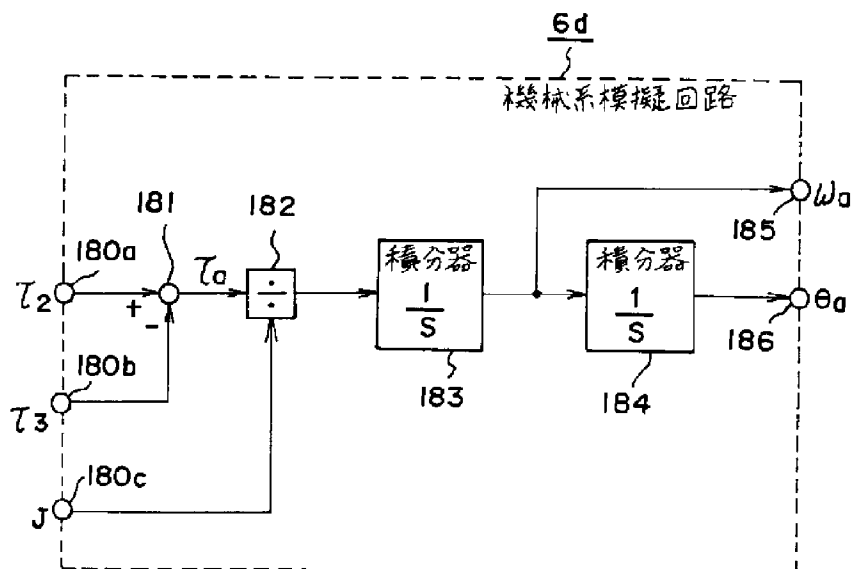 6d
機械系模擬回路
181
182
ωa
185
180a
τa
積分器
積分器
τ2
+
-
÷
1/S
1/S
θa
186
180b
183
184
τ3
180c
J